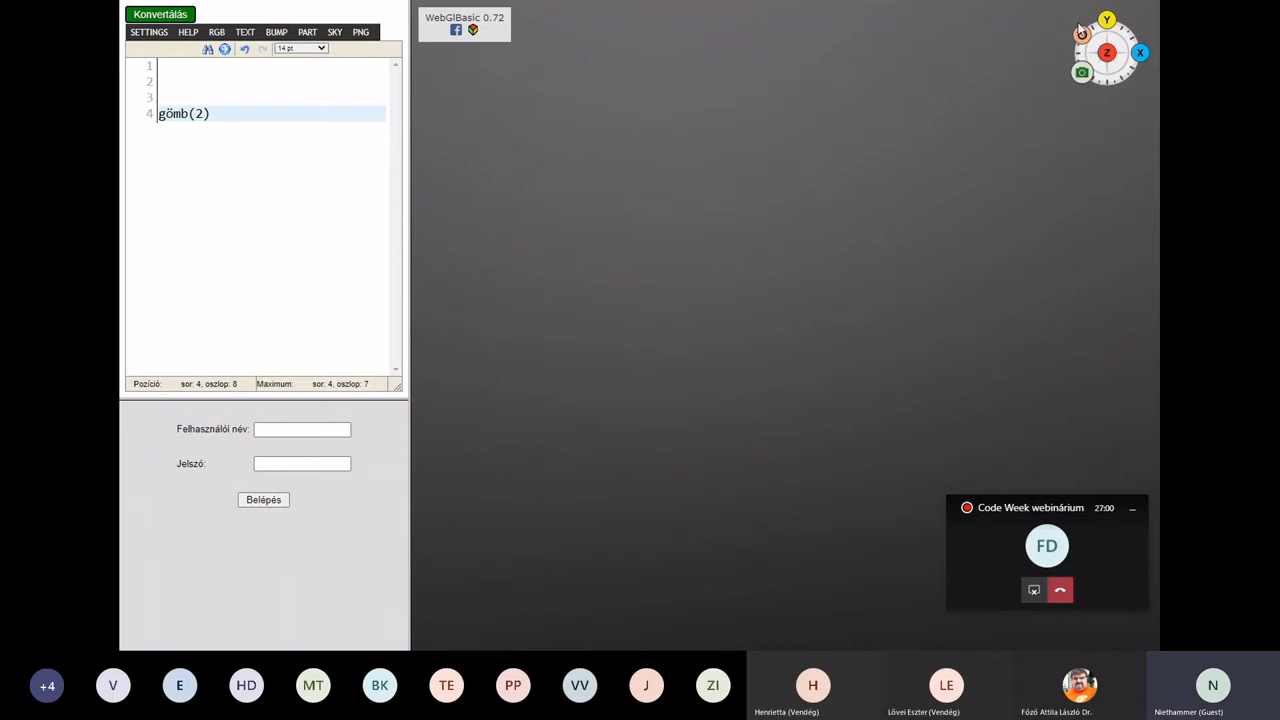 Konvertálás
SETTINGS HELP RGB TEXT BUMP PART SKY PNG
14 pt
1
2
3
4 gömb(2)
Pozíció: sor: 4, oszlop: 8 Maximum: sor: 4, oszlop: 7
Felhasználói név:
Jelszó:
Belépés
WebGlBasic 0.72
Y
Z X
Code Week webinárium 27:00
FD
+4 V E HD MT BK TE PP VV J ZI H LE N
Henrietta (Vendég) Lővei Eszter (Vendég) Főző Attila László Dr. Niethammer (Guest)